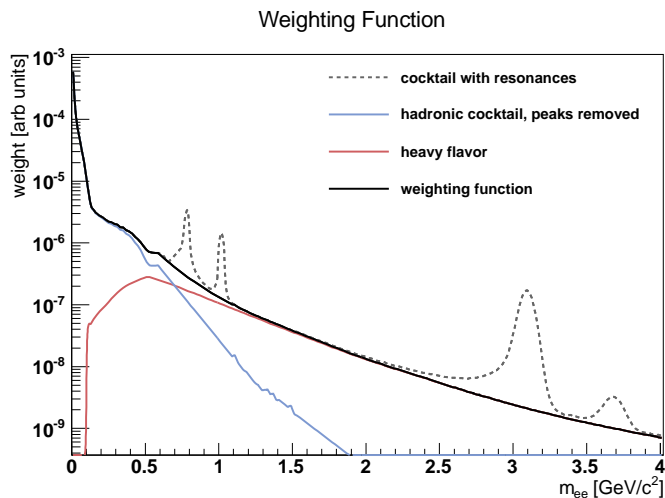 Weighting Function
weight [arb units]
10⁻³
10⁻⁴
10⁻⁵
10⁻⁶
10⁻⁷
10⁻⁸
10⁻⁹
cocktail with resonances
hadronic cocktail, peaks removed
heavy flavor
weighting function
0 0.5 1 1.5 2 2.5 3 3.5 4
mₑₑ [GeV/c²]